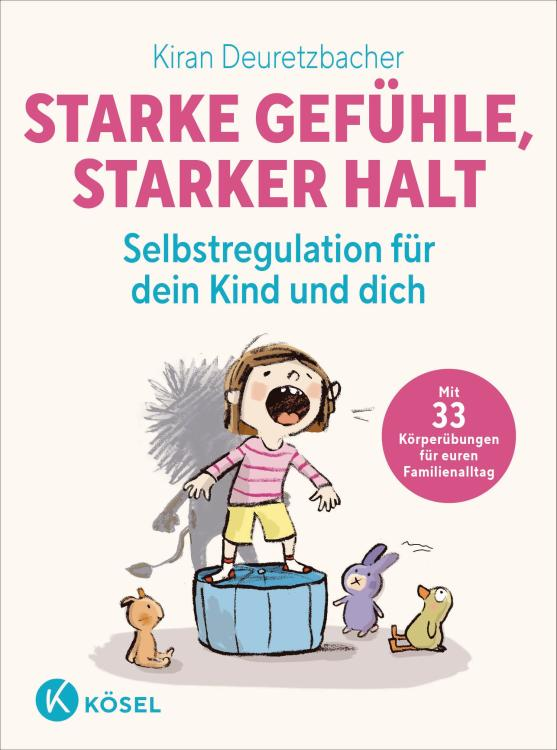 Kiran Deuretzbacher
STARKE GEFÜHLE,
STARKER HALT
Selbstregulation für
dein Kind und dich
Mit
33
Körperübungen
für euren
Familienalltag
K KÖSEL